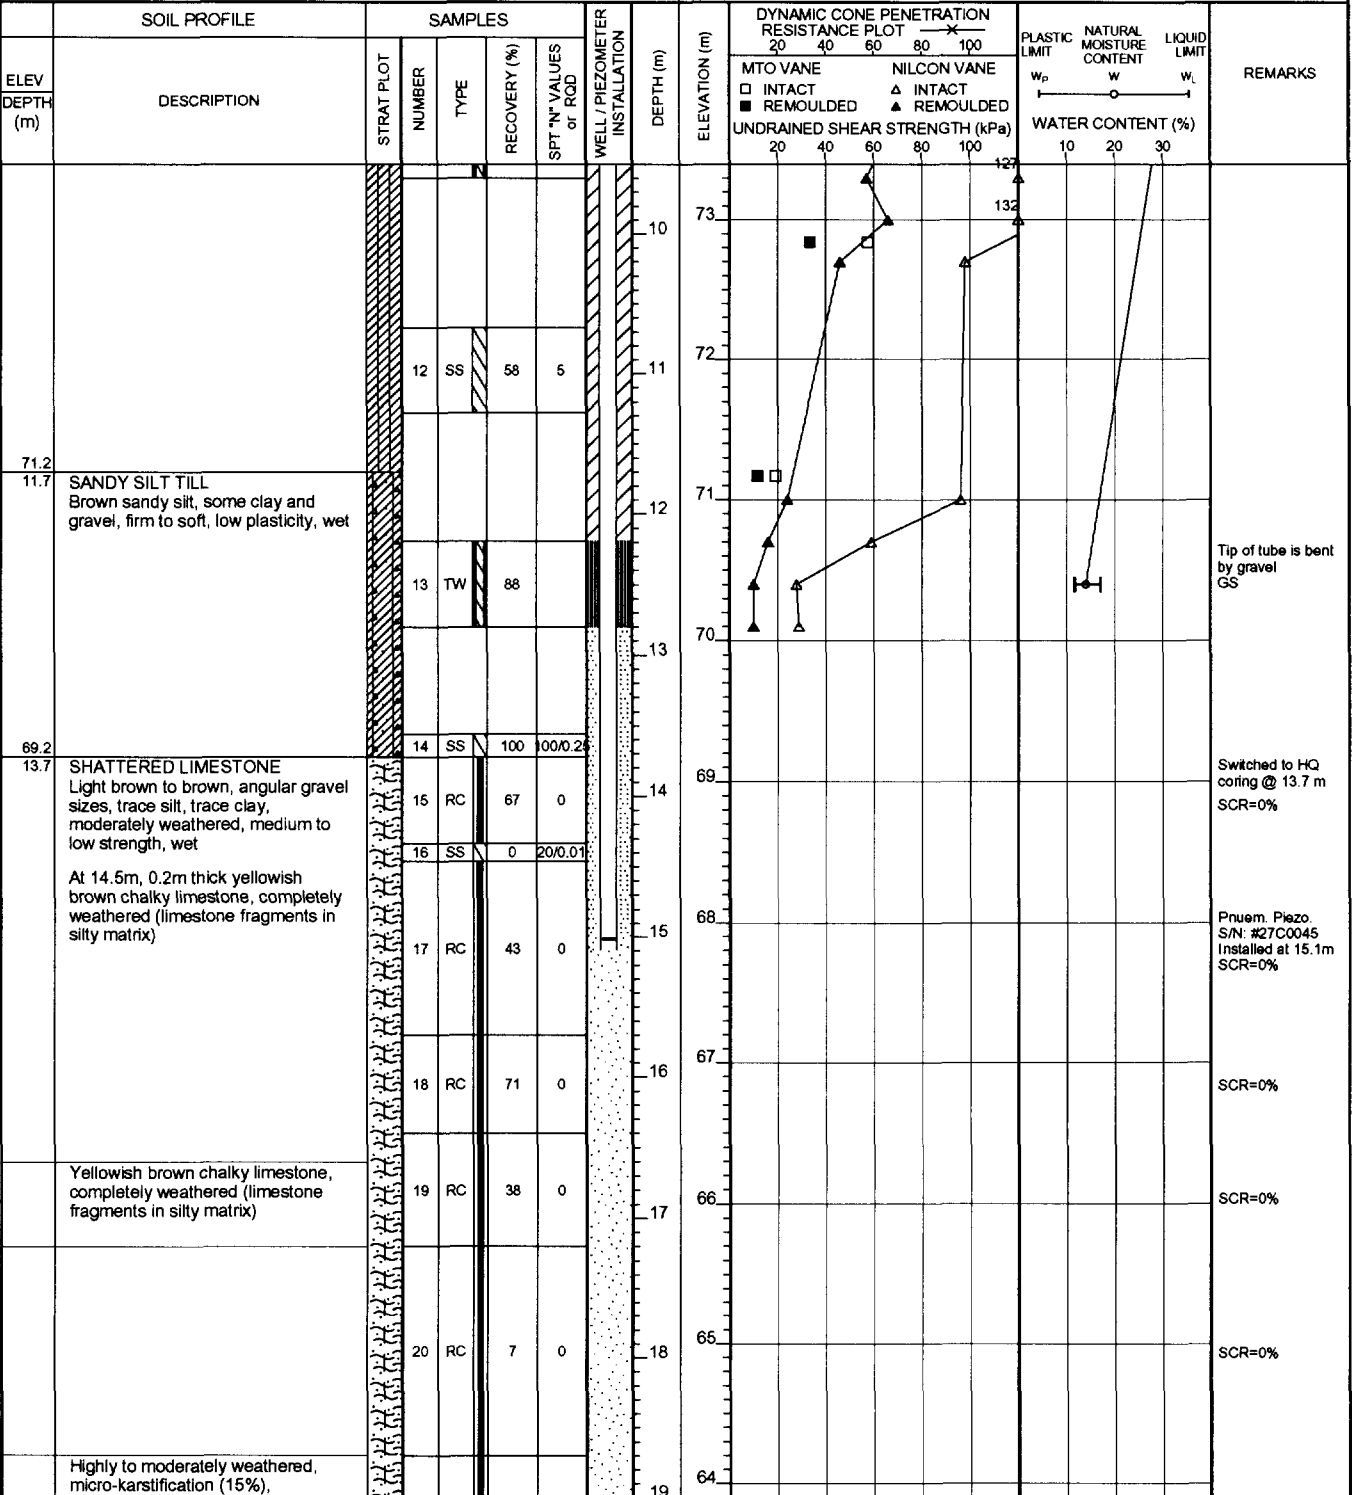 SOIL PROFILE
SAMPLES
ELEV
DEPTH
(m)
DESCRIPTION
STRAT PLOT
NUMBER
TYPE
RECOVERY (%)
SPT "N" VALUES
or RQD
WELL / PIEZOMETER
INSTALLATION
DEPTH (m)
ELEVATION (m)
DYNAMIC CONE PENETRATION
RESISTANCE PLOT
20 40 60 80 100
MTO VANE NILCON VANE
INTACT INTACT
REMOULDED REMOULDED
UNDRAINED SHEAR STRENGTH (kPa)
20 40 60 80 100
PLASTIC
LIMIT
NATURAL
MOISTURE
CONTENT
LIQUID
LIMIT
WP W WL
WATER CONTENT (%)
10 20 30
REMARKS
127
73
132
10
72
12 SS 58 5
11
71.2
11.7
SANDY SILT TILL
Brown sandy silt, some clay and
gravel, firm to soft, low plasticity, wet
71
12
13 TW 88
Tip of tube is bent
by gravel
GS
70
13
14 SS 100 100/0.25
69.2
13.7
SHATTERED LIMESTONE
Light brown to brown, angular gravel
sizes, trace silt, trace clay,
moderately weathered, medium to
low strength, wet
15 RC 67 0
14
69
Switched to HQ
coring @ 13.7 m
SCR=0%
16 SS 0 20/0.01
At 14.5m, 0.2m thick yellowish
brown chalky limestone, completely
weathered (limestone fragments in
silty matrix)
17 RC 43 0
15
68
Pnuem. Piezo.
S/N: #27C0045
Installed at 15.1m
SCR=0%
67
18 RC 71 0
16
SCR=0%
Yellowish brown chalky limestone,
completely weathered (limestone
fragments in silty matrix)
19 RC 38 0
17
66
SCR=0%
65
20 RC 7 0
18
SCR=0%
Highly to moderately weathered,
micro-karstification (15%),
64
19